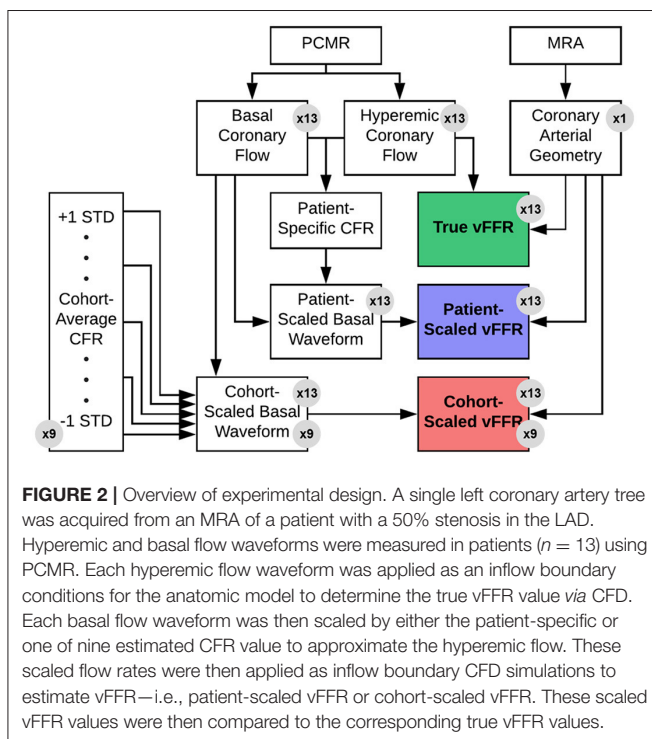 PCMR
MRA
Basal
Coronary
Flow
x13
Hyperemic
Coronary
Flow
x13
Coronary
Arterial
Geometry
x1
+1 STD
•
•
•
Cohort-
Average
CFR
•
•
•
-1 STD
x9
Patient-
Specific CFR
True vFFR
x13
Patient-
Scaled Basal
Waveform
x13
Patient-
Scaled vFFR
x13
Cohort-
Scaled Basal
Waveform
x13
x9
Cohort-
Scaled vFFR
x13
x9
FIGURE 2 | Overview of experimental design. A single left coronary artery tree
was acquired from an MRA of a patient with a 50% stenosis in the LAD.
Hyperemic and basal flow waveforms were measured in patients (n = 13) using
PCMR. Each hyperemic flow waveform was applied as an inflow boundary
conditions for the anatomic model to determine the true vFFR value via CFD.
Each basal flow waveform was then scaled by either the patient-specific or
one of nine estimated CFR value to approximate the hyperemic flow. These
scaled flow rates were then applied as inflow boundary CFD simulations to
estimate vFFR—i.e., patient-scaled vFFR or cohort-scaled vFFR. These scaled
vFFR values were then compared to the corresponding true vFFR values.